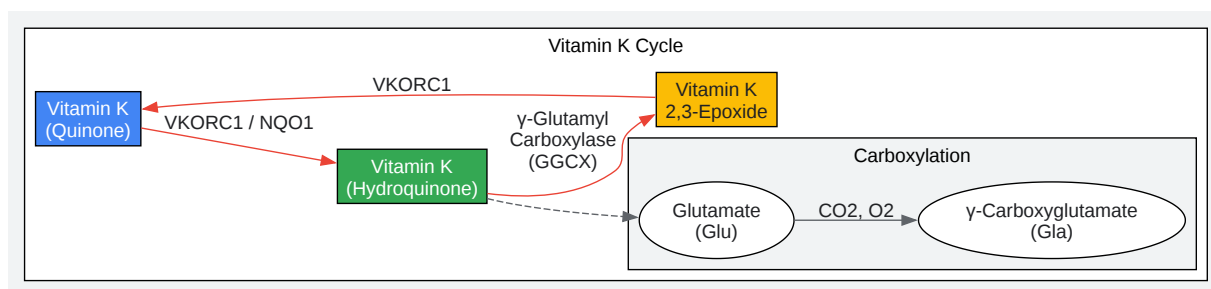 Vitamin K Cycle
VKORC1
Vitamin K
(Quinone)
Vitamin K
2,3-Epoxide
VKORC1 / NQO1
γ-Glutamyl
Carboxylase
(GGCX)
Vitamin K
(Hydroquinone)
Carboxylation
Glutamate
(Glu)
CO2, O2
γ-Carboxyglutamate
(Gla)